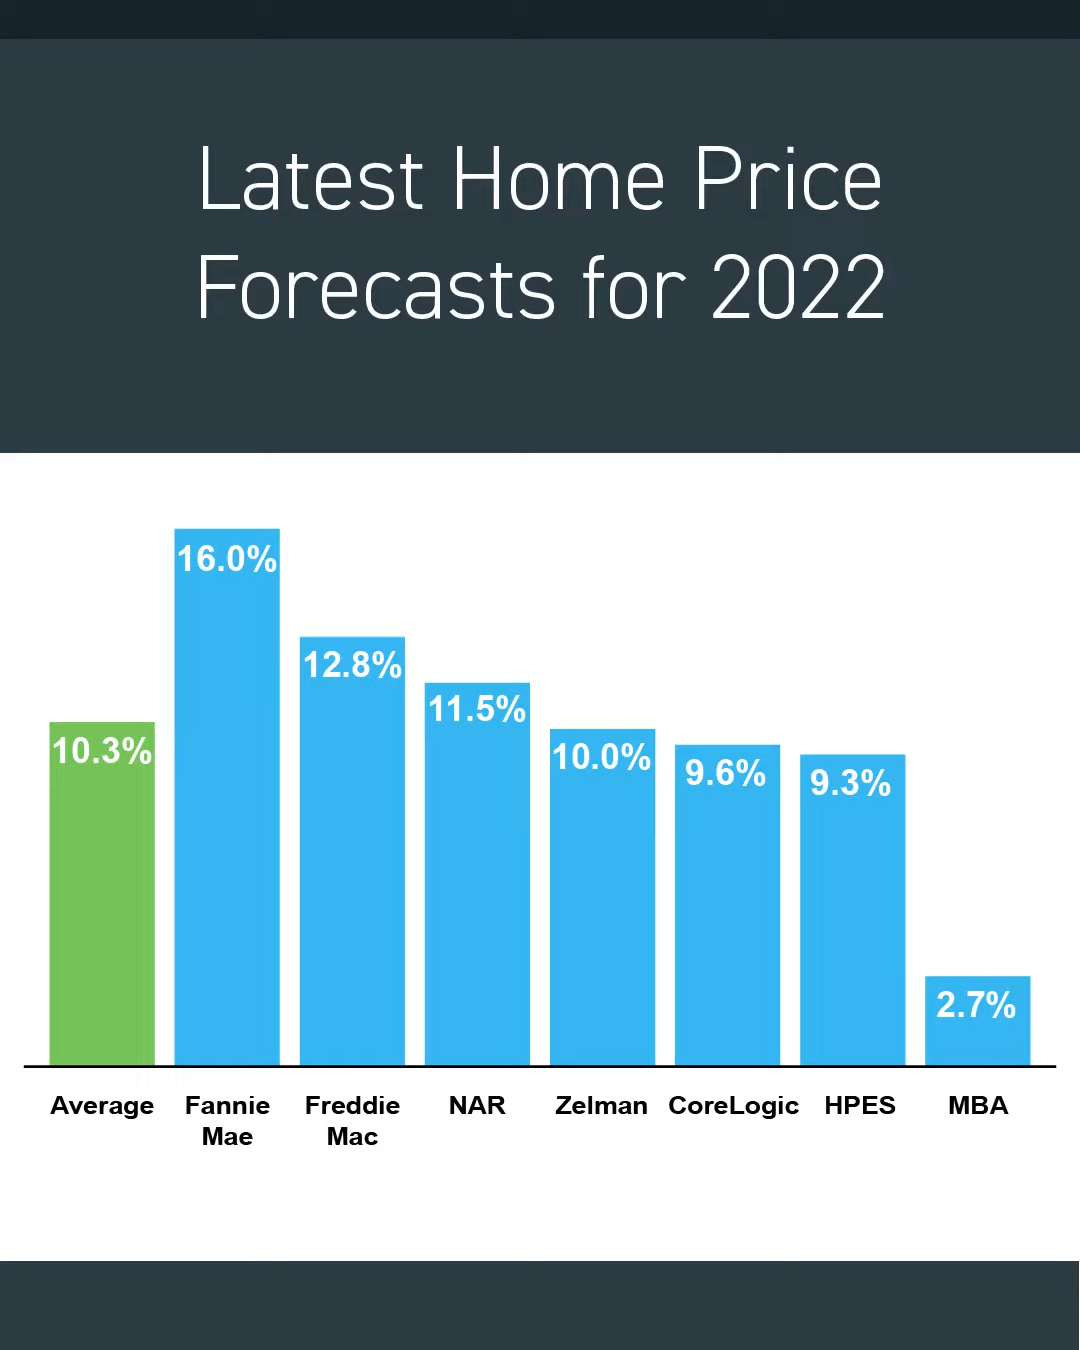 Latest Home Price
Forecasts for 2022
10.3%
16.0%
12.8%
11.5%
10.0%
9.6%
9.3%
2.7%
Average
Fannie
Mae
Freddie
Mac
NAR
Zelman
CoreLogic
HPES
MBA